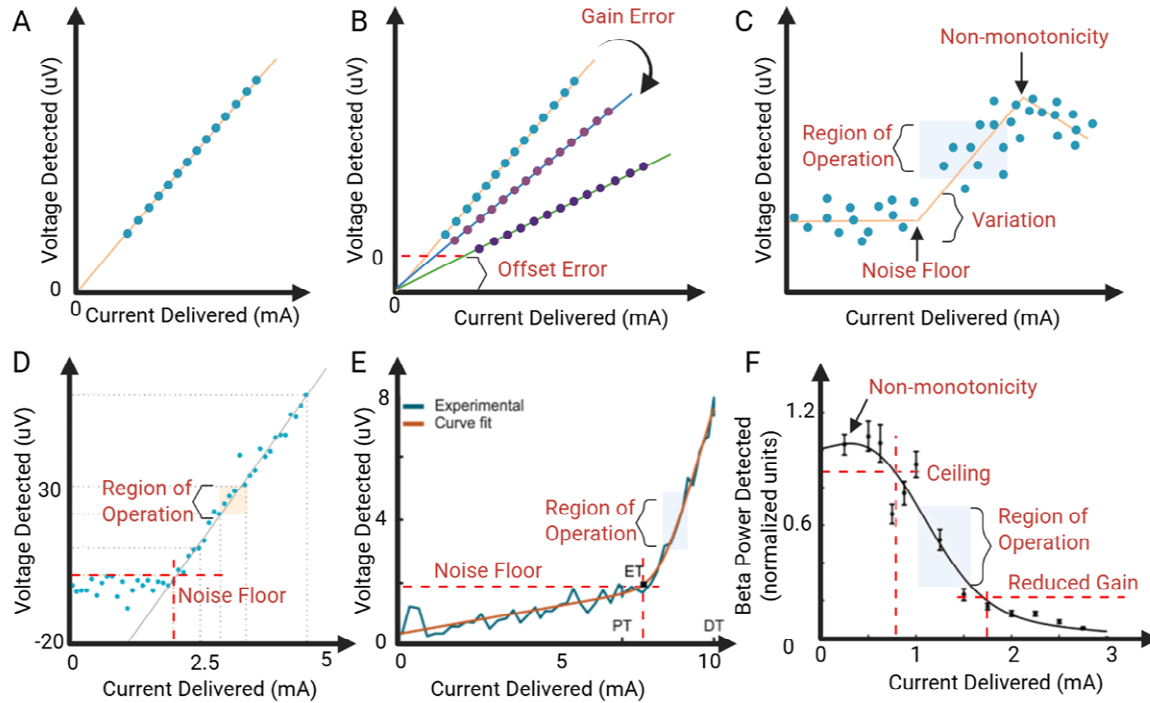 A
Voltage Detected (uV)
0
0
Current Delivered (mA)
B
Gain Error
Voltage Detected (uV)
0
Offset Error
0
Current Delivered (mA)
C
Non-monotonicity
Voltage Detected (uV)
Region of
Operation
Variation
Noise Floor
Current Delivered (mA)
D
Voltage Detected (uV)
30
Region of
Operation
Noise Floor
-20
0
2.5
5
Current Delivered (mA)
E
8
Voltage Detected (uV)
Experimental
Curve fit
Region of
Operation
4
Noise Floor
ET
PT
DT
0
0
5
10
Current Delivered (mA)
F
Non-monotonicity
1.2
Beta Power Detected
(normalized units)
Ceiling
0.6
Region of
Operation
Reduced Gain
0
0
1
2
3
Current Delivered (mA)